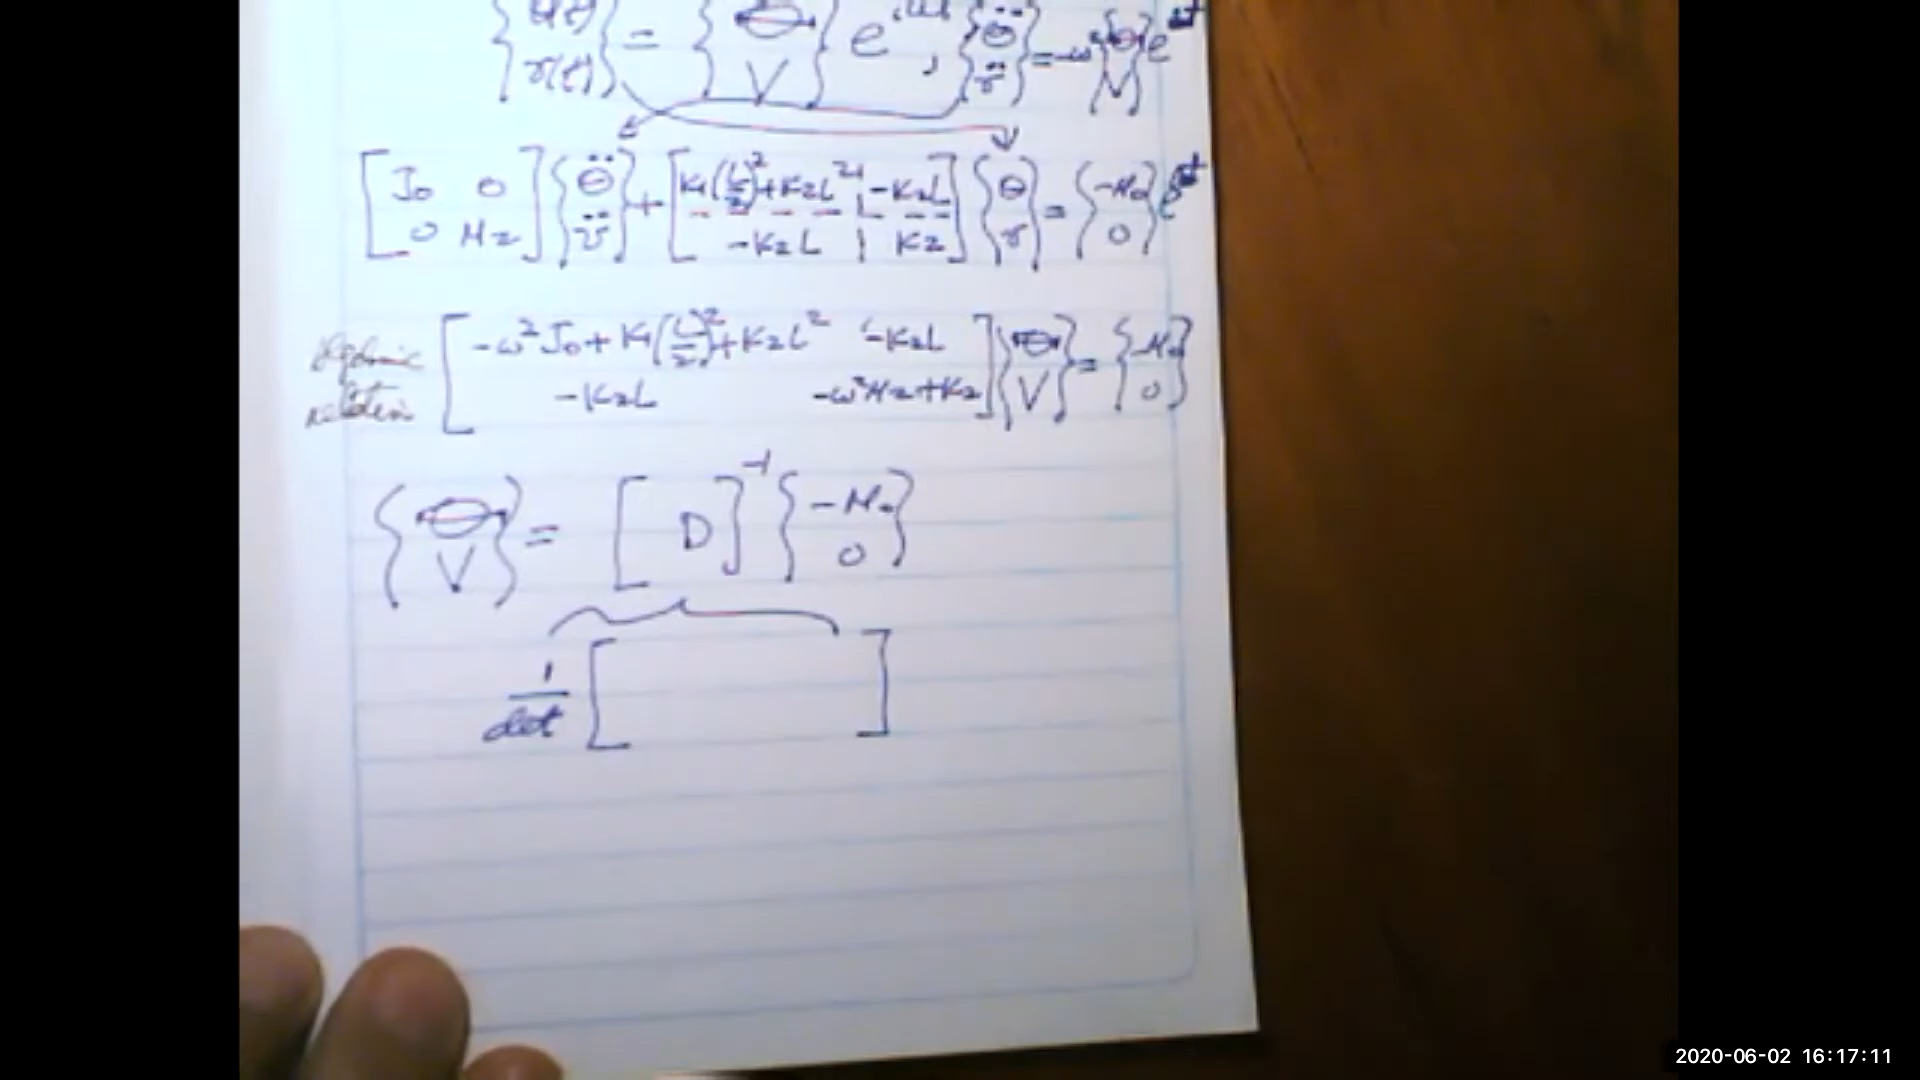 {θ(t) r(t)} = {Θ V} e^iωt, {θ̈ r̈} = -ω²{Θ V}e^iωt
[J₀ 0 0 M₂]{θ̈ v̈} + [K₁(L/2)²+K₂L² -K₂L -K₂L K₂]{θ v} = {-M₀ 0}e^iωt
[-ω²J₀+K₁(L/2)²+K₂L² -K₂L -K₂L -ω²M₂+K₂]{Θ V} = {-M₀ 0}
{Θ V} = [D]⁻¹{-M₀ 0}
1/det [ ]
2020-06-02 16:17:11